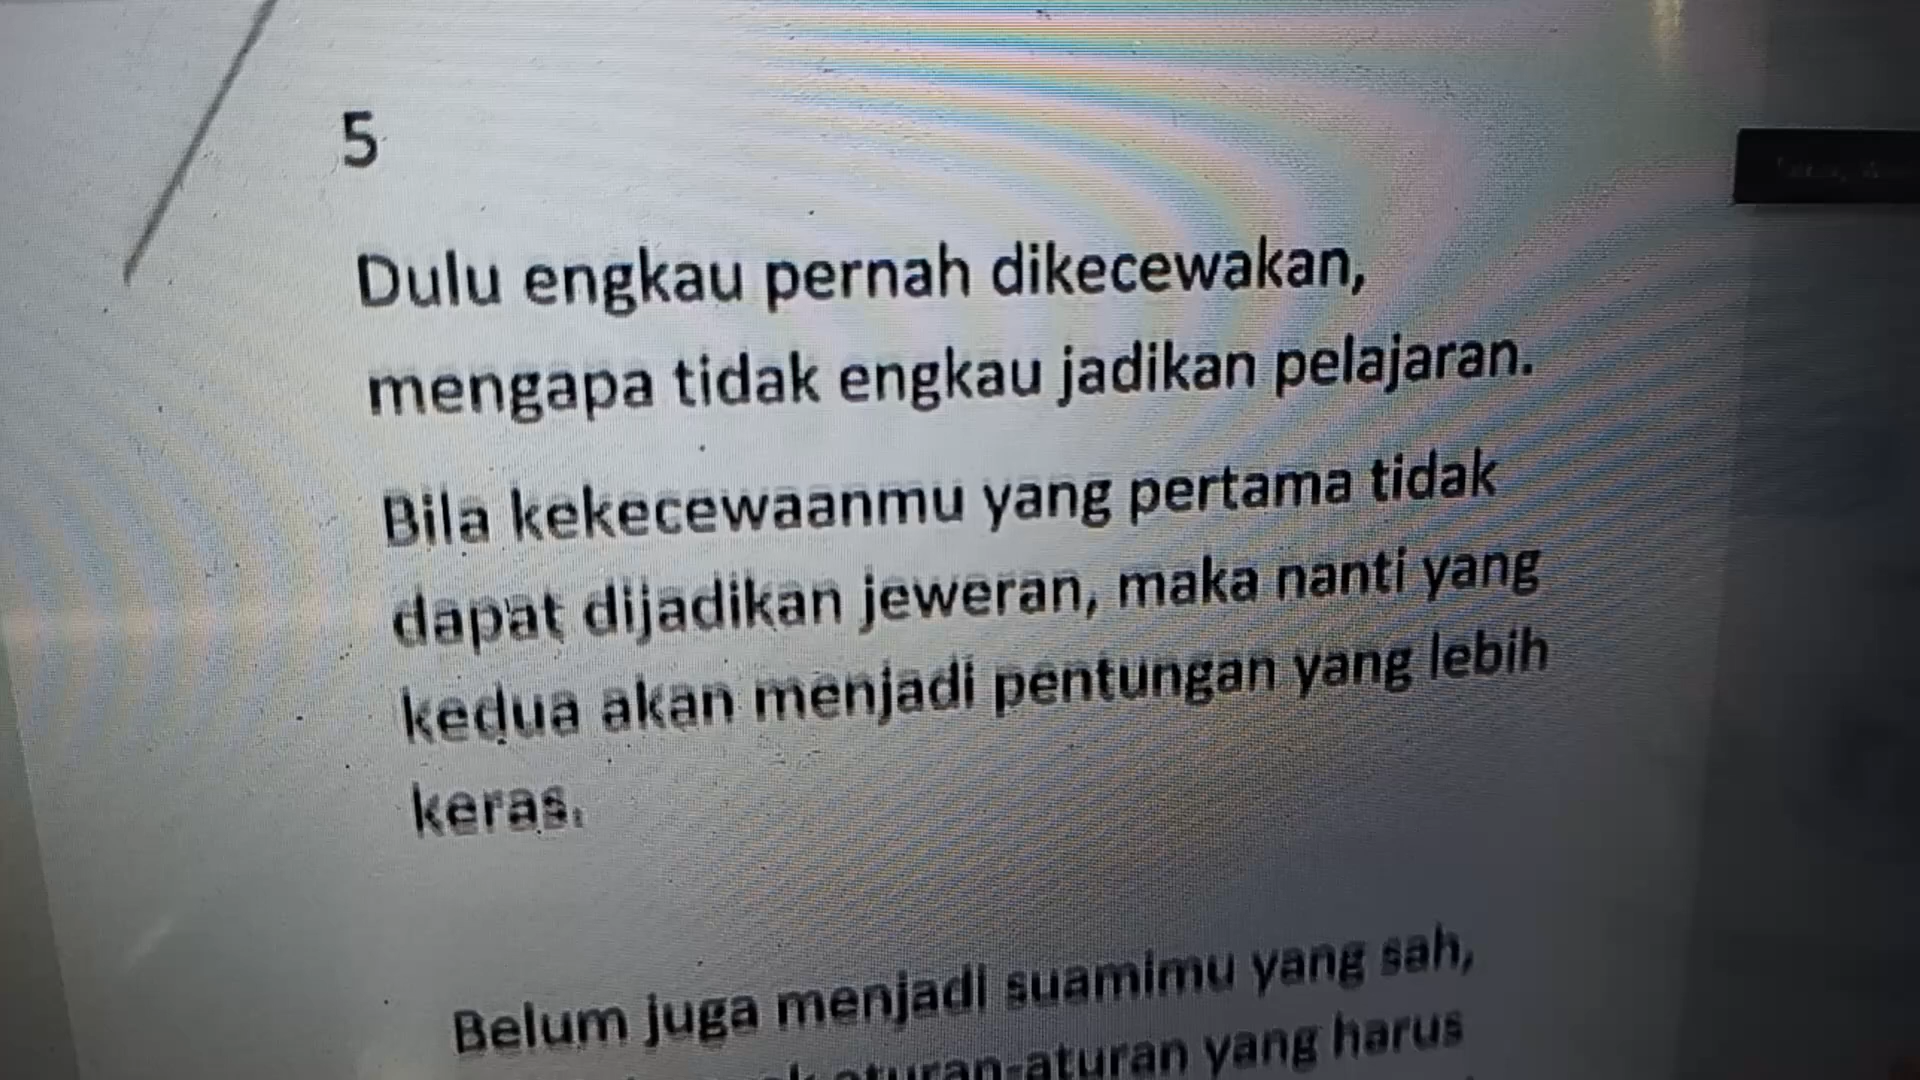 5
Dulu engkau pernah dikecewakan,
mengapa tidak engkau jadikan pelajaran.
Bila kekecewaanmu yang pertama tidak
dapat dijadikan jeweran, maka nanti yang
kedua akan menjadi pentungan yang lebih
keras.
Belum juga menjadi suamimu yang sah,
aturan-aturan yang harus